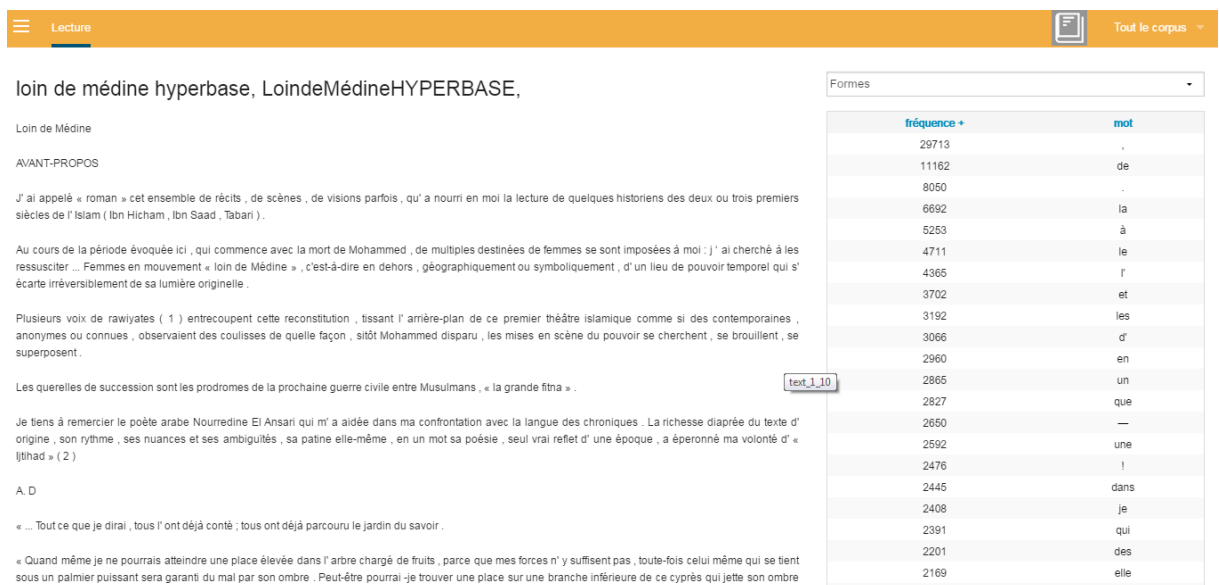 Lecture
Tout le corpus
loin de médine hyperbase, LoindeMédineHYPERBASE,
Loin de Médine
AVANT-PROPOS
J' ai appelé « roman » cet ensemble de récits , de scènes , de visions parfois , qu' a nourri en moi la lecture de quelques historiens des deux ou trois premiers
siècles de l' Islam ( Ibn Hicham , Ibn Saad , Tabari ) .
Au cours de la période évoquée ici , qui commence avec la mort de Mohammed , de multiples destinées de femmes se sont imposées à moi : j ' ai cherché à les
ressusciter ... Femmes en mouvement « loin de Médine » , c'est-à-dire en dehors , géographiquement ou symboliquement , d' un lieu de pouvoir temporel qui s'
écarte irréversiblement de sa lumière originelle .
Plusieurs voix de rawiyates ( 1 ) entrecoupent cette reconstitution , tissant l' arrière-plan de ce premier théâtre islamique comme si des contemporaines ,
anonymes ou connues , observaient des coulisses de quelle façon , sitôt Mohammed disparu , les mises en scène du pouvoir se cherchent , se brouillent , se
superposent .
Les querelles de succession sont les prodromes de la prochaine guerre civile entre Musulmans , « la grande fitna » .
Je tiens à remercier le poète arabe Nourredine El Ansari qui m' a aidée dans ma confrontation avec la langue des chroniques . La richesse diaprée du texte d'
origine , son rythme , ses nuances et ses ambiguïtés , sa patine elle-même , en un mot sa poésie , seul vrai reflet d' une époque , a éperonné ma volonté d' «
Ijtihad » ( 2 )
A. D
« ... Tout ce que je dirai , tous l' ont déjà conté ; tous ont déjà parcouru le jardin du savoir .
« Quand même je ne pourrais atteindre une place élevée dans l' arbre chargé de fruits , parce que mes forces n' y suffisent pas , toute-fois celui même qui se tient
sous un palmier puissant sera garanti du mal par son ombre . Peut-être pourrai -je trouver une place sur une branche inférieure de ce cyprès qui jette son ombre
text_1_10
Formes
fréquence + mot
29713 ,
11162 de
8050 .
6692 la
5253 à
4711 le
4365 l'
3702 et
3192 les
3066 d'
2960 en
2865 un
2827 que
2650 —
2592 une
2476 !
2445 dans
2408 je
2391 qui
2201 des
2169 elle